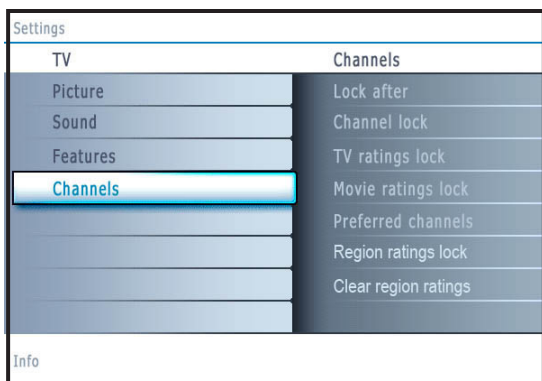 Settings
TV
Channels
Picture
Lock after
Sound
Channel lock
Features
TV ratings lock
Channels
Movie ratings lock
Preferred channels
Region ratings lock
Clear region ratings
Info